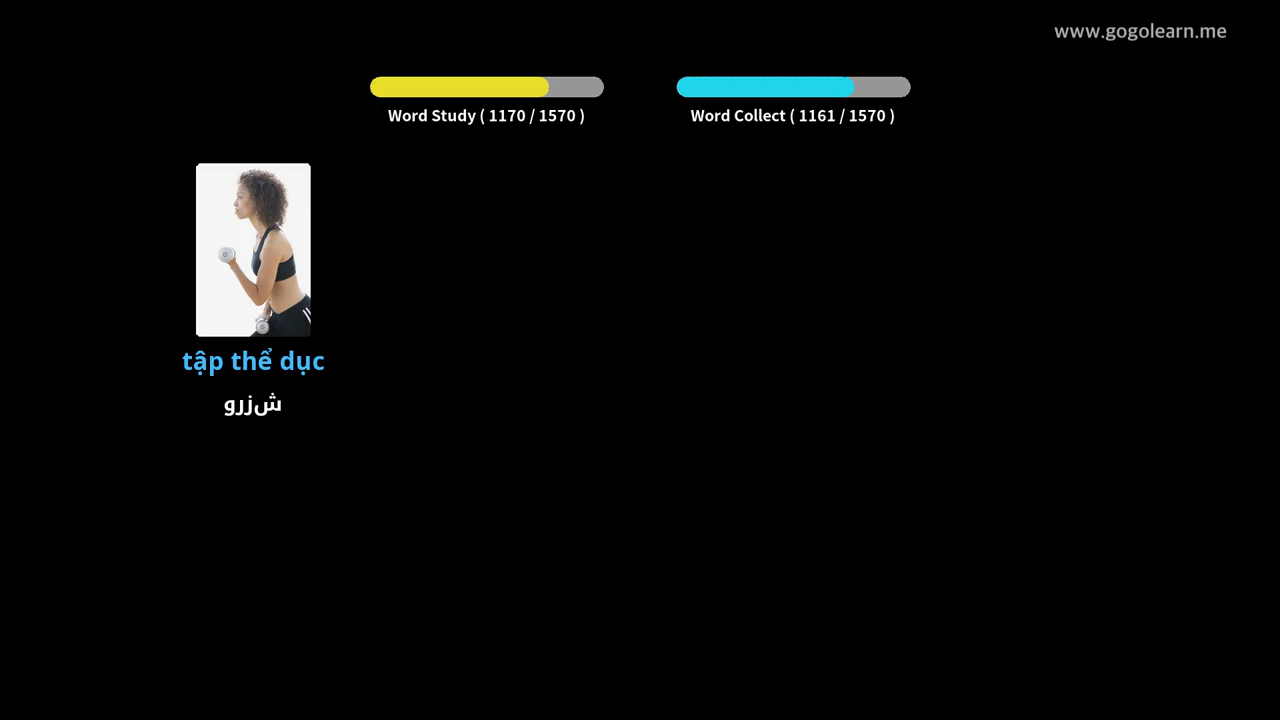 www.gogolearn.me
Word Study ( 1170 / 1570 )
Word Collect ( 1161 / 1570 )
tập thể dục
شزرو